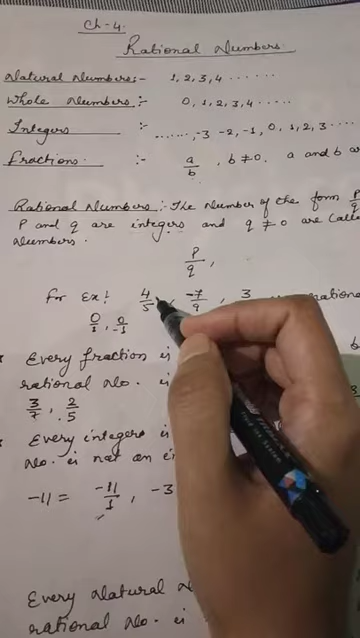 Ch-4
Rational Numbers
Natural Numbers:- 1, 2, 3, 4 ......
Whole Numbers :- 0, 1, 2, 3, 4 .....
Integers :- ......, -3 -2, -1, 0, 1, 2, 3 ....
Fractions. :- a/b , b ≠ 0. a and b are
Rational Numbers :- The Number of the form P/q
P and q are integers and q ≠ 0 are called
Numbers.
P/q ,
For Ex: 4/5, -7/9, 3
0/1, 0/-1
Every fraction is
rational No. is
3/7, 2/5
Every integers is
No. is not an in
-11 = -11/1, -3
Every Natural N
rational No. is